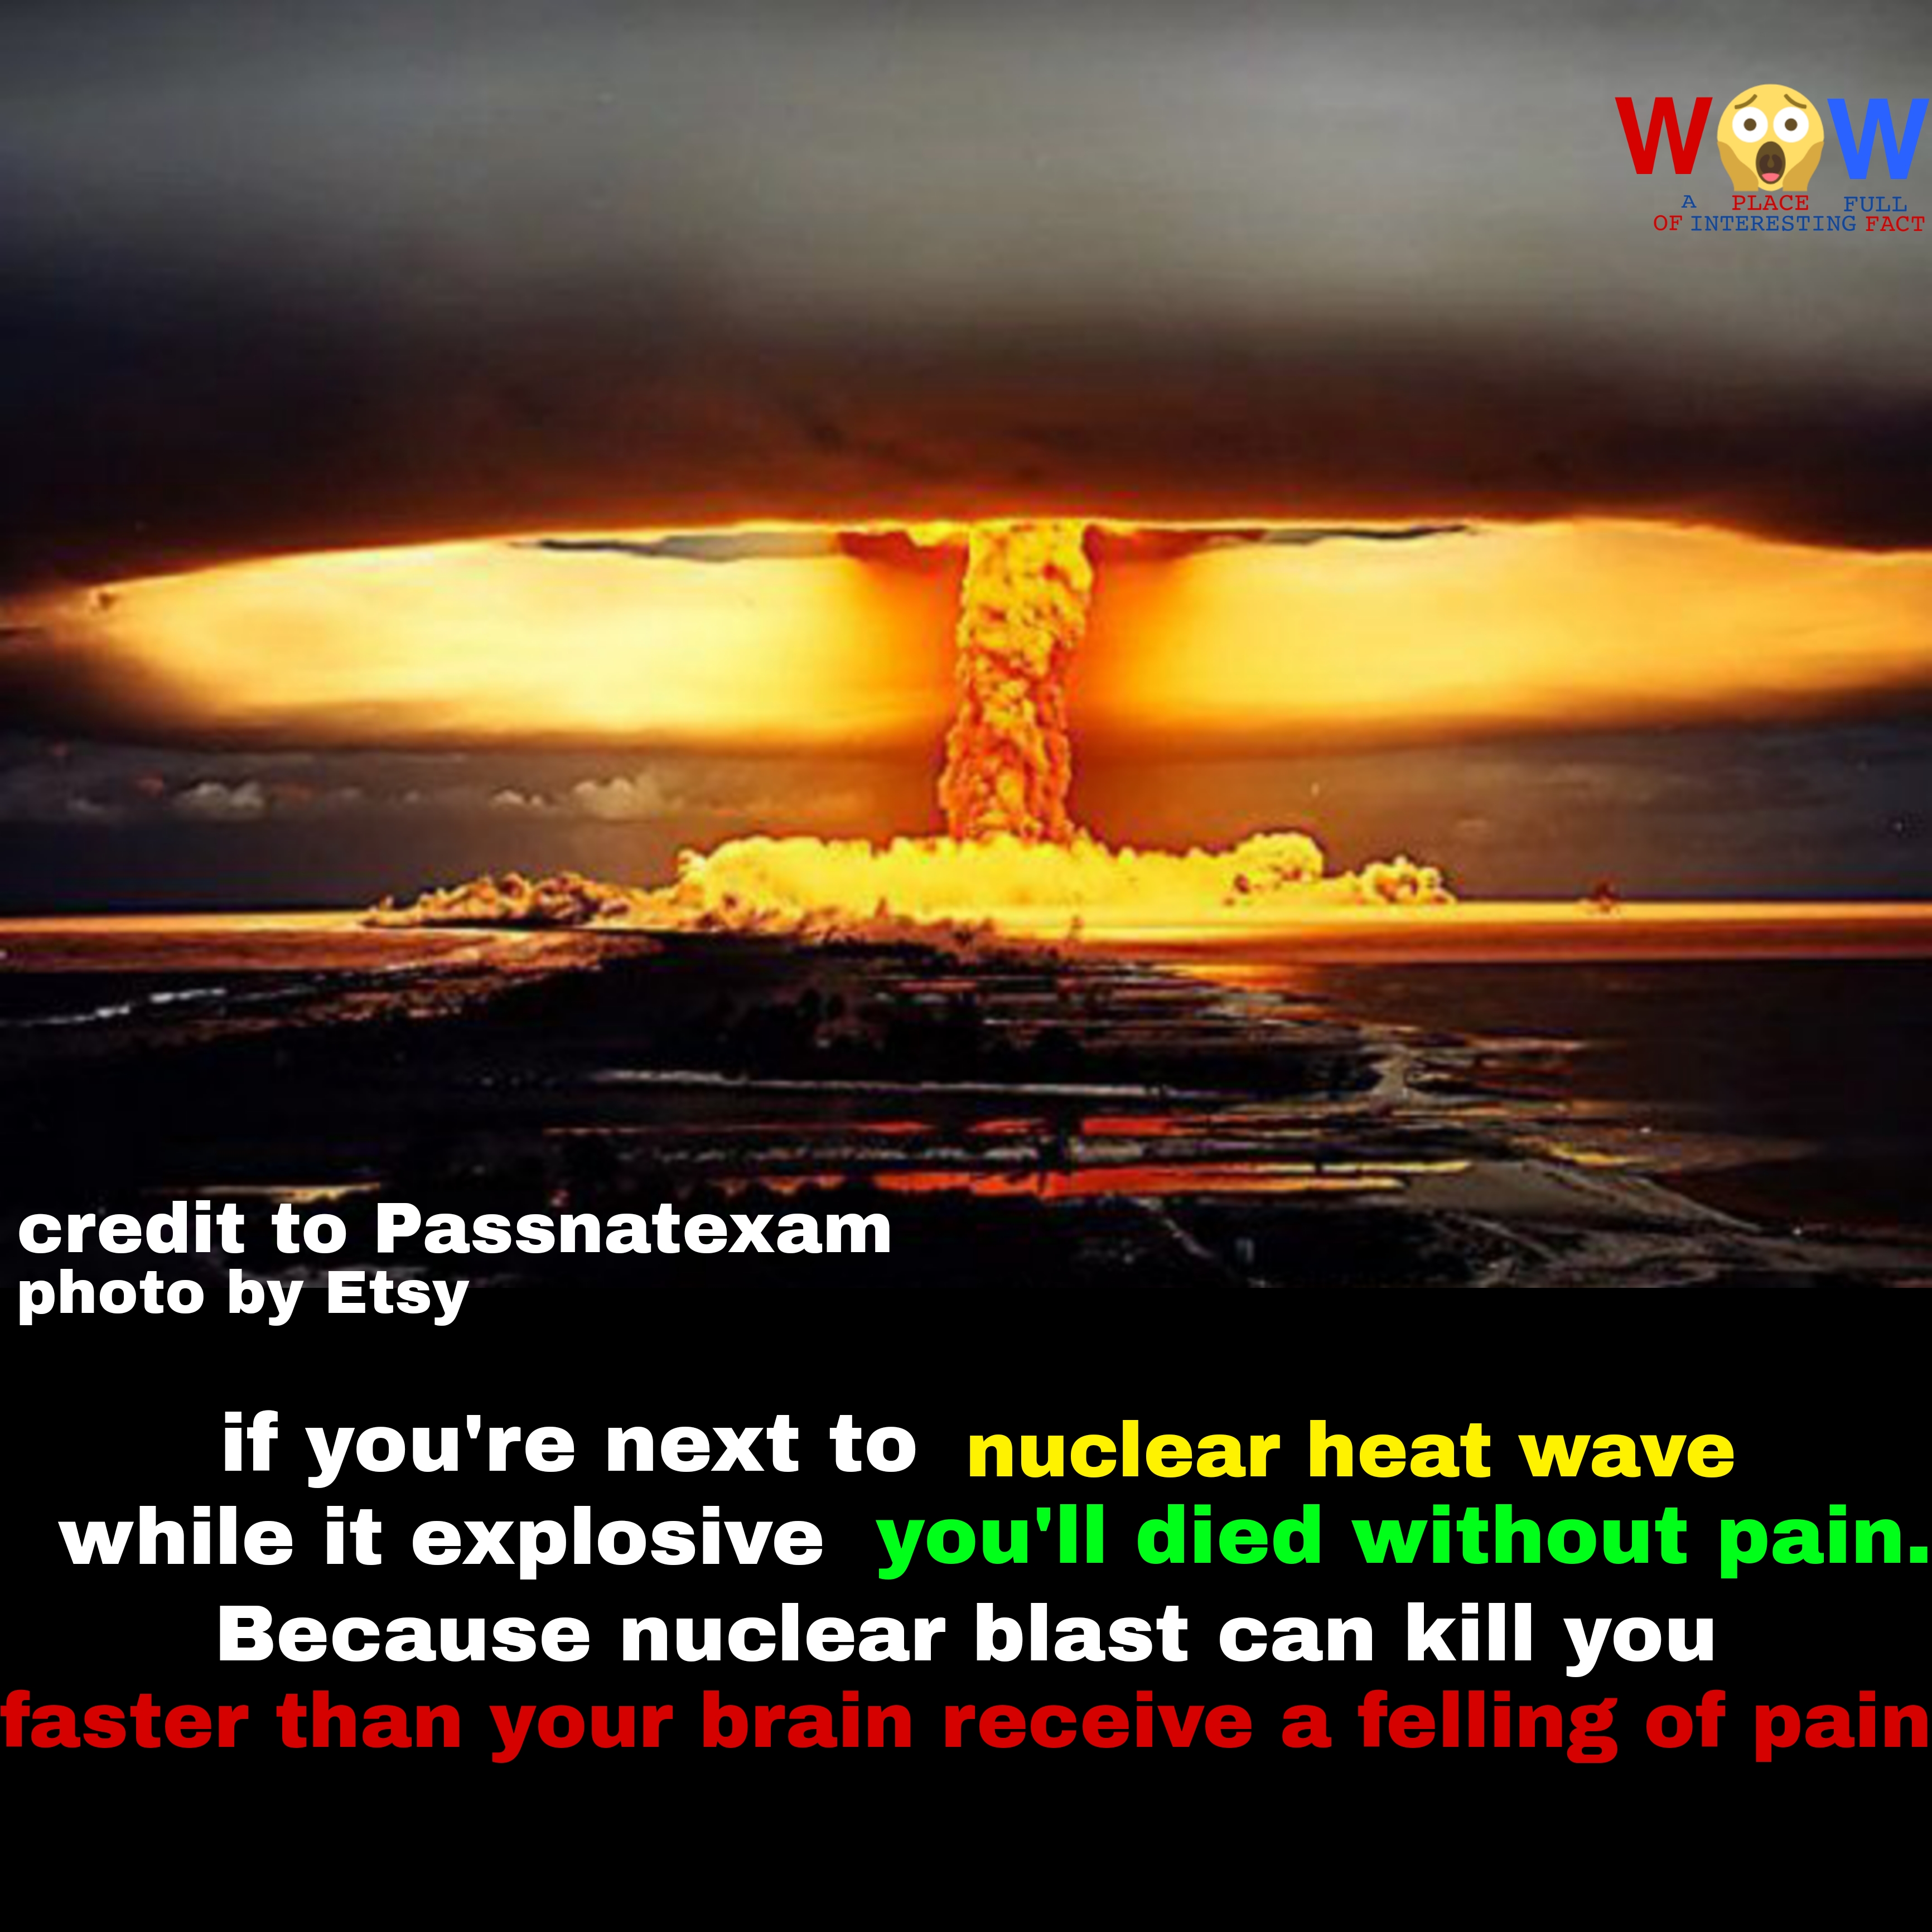 W😱W
A PLACE FULL
OF INTERESTING FACT
credit to Passnatexam
photo by Etsy
if you're next to nuclear heat wave
while it explosive you'll died without pain.
Because nuclear blast can kill you
faster than your brain receive a felling of pain